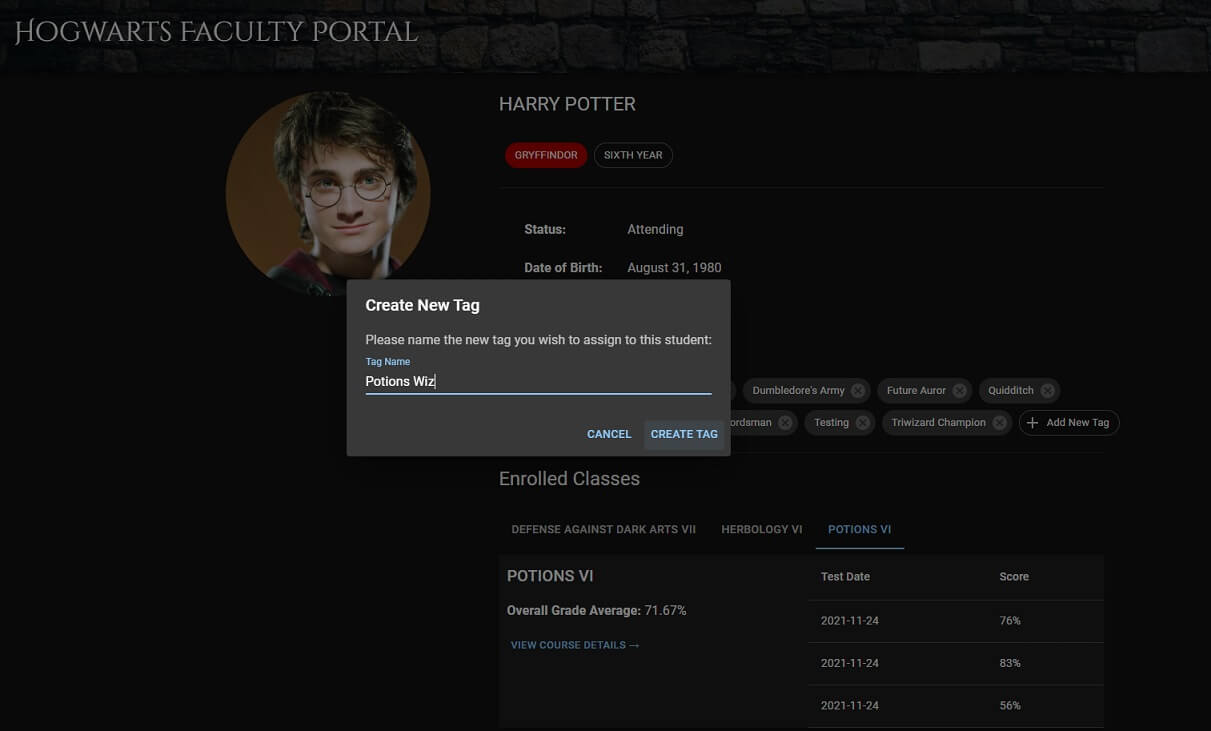 Hogwarts Faculty Portal
HARRY POTTER
GRYFFINDOR SIXTH YEAR
Status: Attending
Date of Birth: August 31, 1980
Create New Tag
Please name the new tag you wish to assign to this student:
Tag Name
Potions Wiz
CANCEL CREATE TAG
Dumbledore's Army Future Auror Quidditch
Testing Triwizard Champion + Add New Tag
Enrolled Classes
DEFENSE AGAINST DARK ARTS VII HERBOLOGY VI POTIONS VI
POTIONS VI
Overall Grade Average: 71.67%
VIEW COURSE DETAILS →
Test Date Score
2021-11-24 76%
2021-11-24 83%
2021-11-24 56%